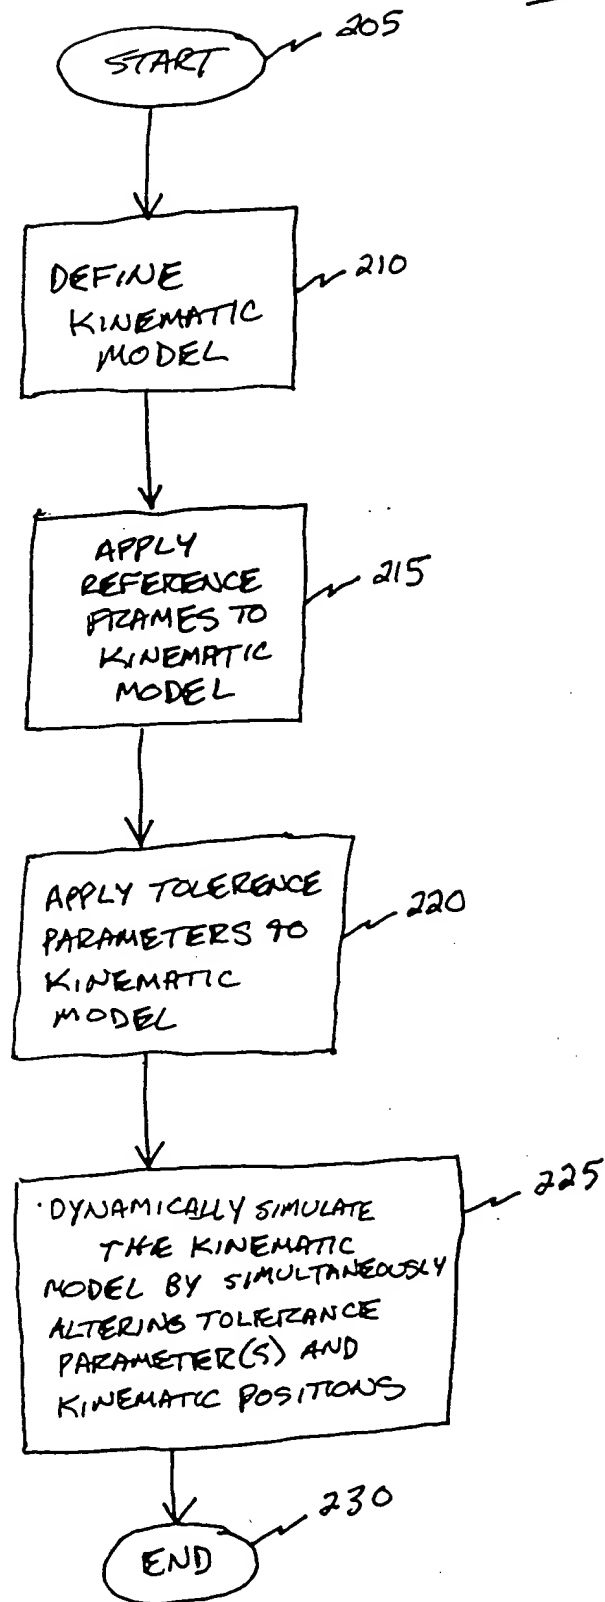 205
START
210
DEFINE
KINEMATIC
MODEL
215
APPLY
REFERENCE
FRAMES TO
KINEMATIC
MODEL
220
APPLY TOLERENCE
PARAMETERS TO
KINEMATIC
MODEL
225
DYNAMICALLY SIMULATE
THE KINEMATIC
MODEL BY SIMULTANEOUSLY
ALTERING TOLERANCE
PARAMETER(S) AND
KINEMATIC POSITIONS
230
END